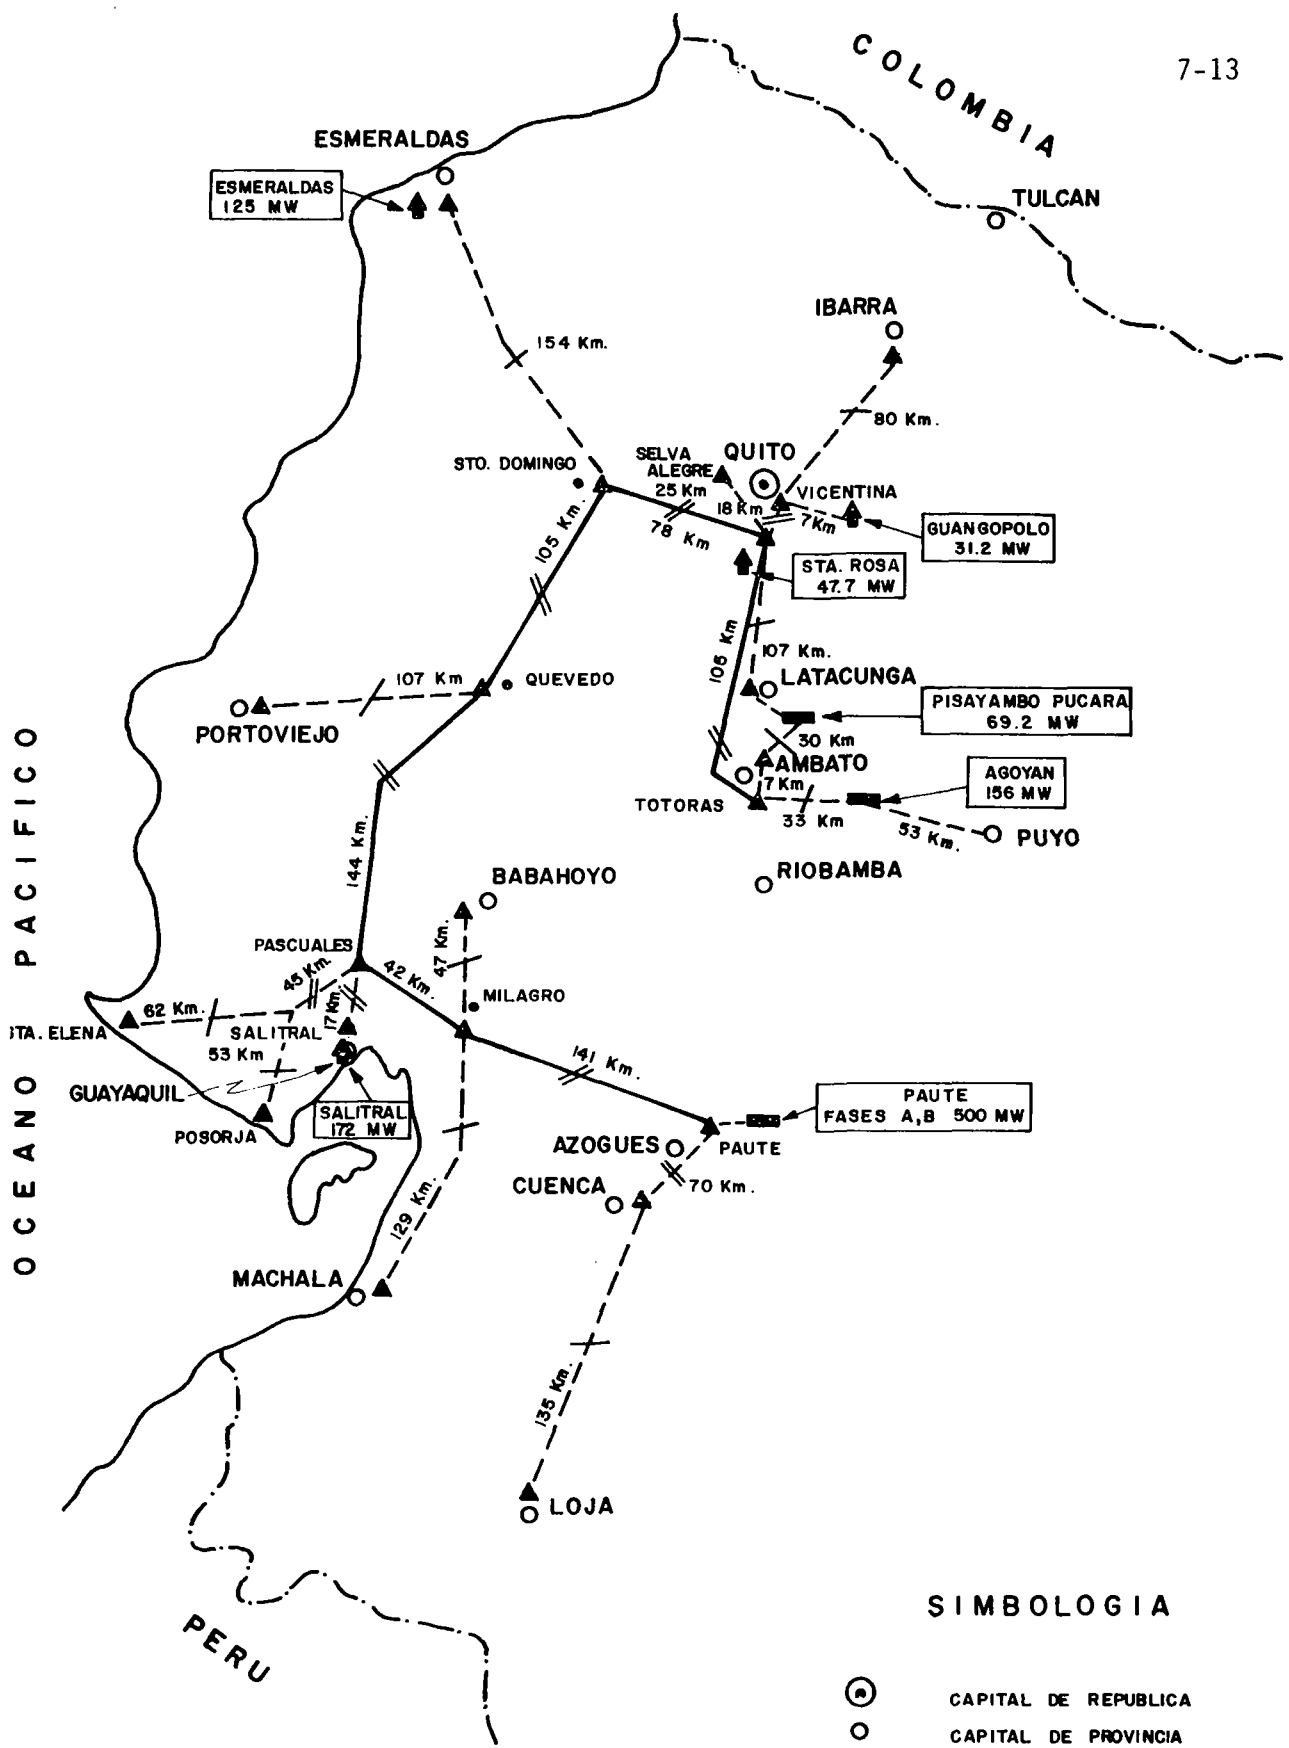 7-13
COLOMBIA
ESMERALDAS
ESMERALDAS
125 MW
TULCAN
IBARRA
154 Km.
80 Km.
STO. DOMINGO
SELVA
ALEGRE
25 Km
QUITO
VICENTINA
18 Km
7 Km
GUANGOPOLO
31.2 MW
78 Km
105 Km.
STA. ROSA
47.7 MW
107 Km.
LATACUNGA
107 Km
QUEVEDO
PORTOVIEJO
PISAYAMBO PUCARA
69.2 MW
30 Km
AMBATO
7 Km
AGOYAN
156 MW
TOTORAS
33 Km
53 Km.
PUYO
OCEANO PACIFICO
144 Km.
BABAHOYO
RIOBAMBA
PASCUALES
45 Km.
42 Km.
47 Km.
MILAGRO
62 Km.
17 Km.
TA. ELENA
SALITRAL
53 Km
141 Km.
GUAYAQUIL
SALITRAL
172 MW
POSORJA
PAUTE
FASES A,B 500 MW
AZOGUES
PAUTE
CUENCA
70 Km.
129 Km.
MACHALA
135 Km.
LOJA
PERU
SIMBOLOGIA
CAPITAL DE REPUBLICA
CAPITAL DE PROVINCIA